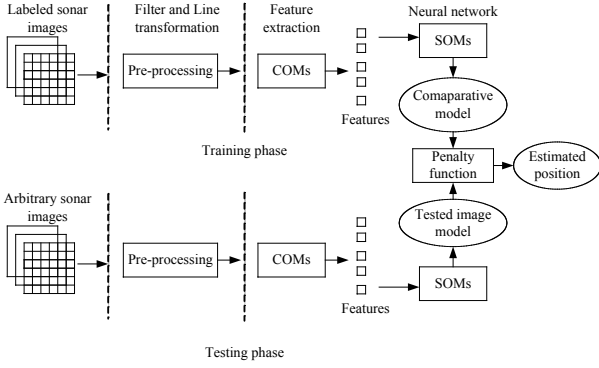 Labeled sonar
images
Filter and Line
transformation
Feature
extraction
Neural network
Pre-processing
COMs
SOMs
Features
Comaparative
model
Training phase
Penalty
function
Estimated
position
Arbitrary sonar
images
Tested image
model
Pre-processing
COMs
SOMs
Features
Testing phase